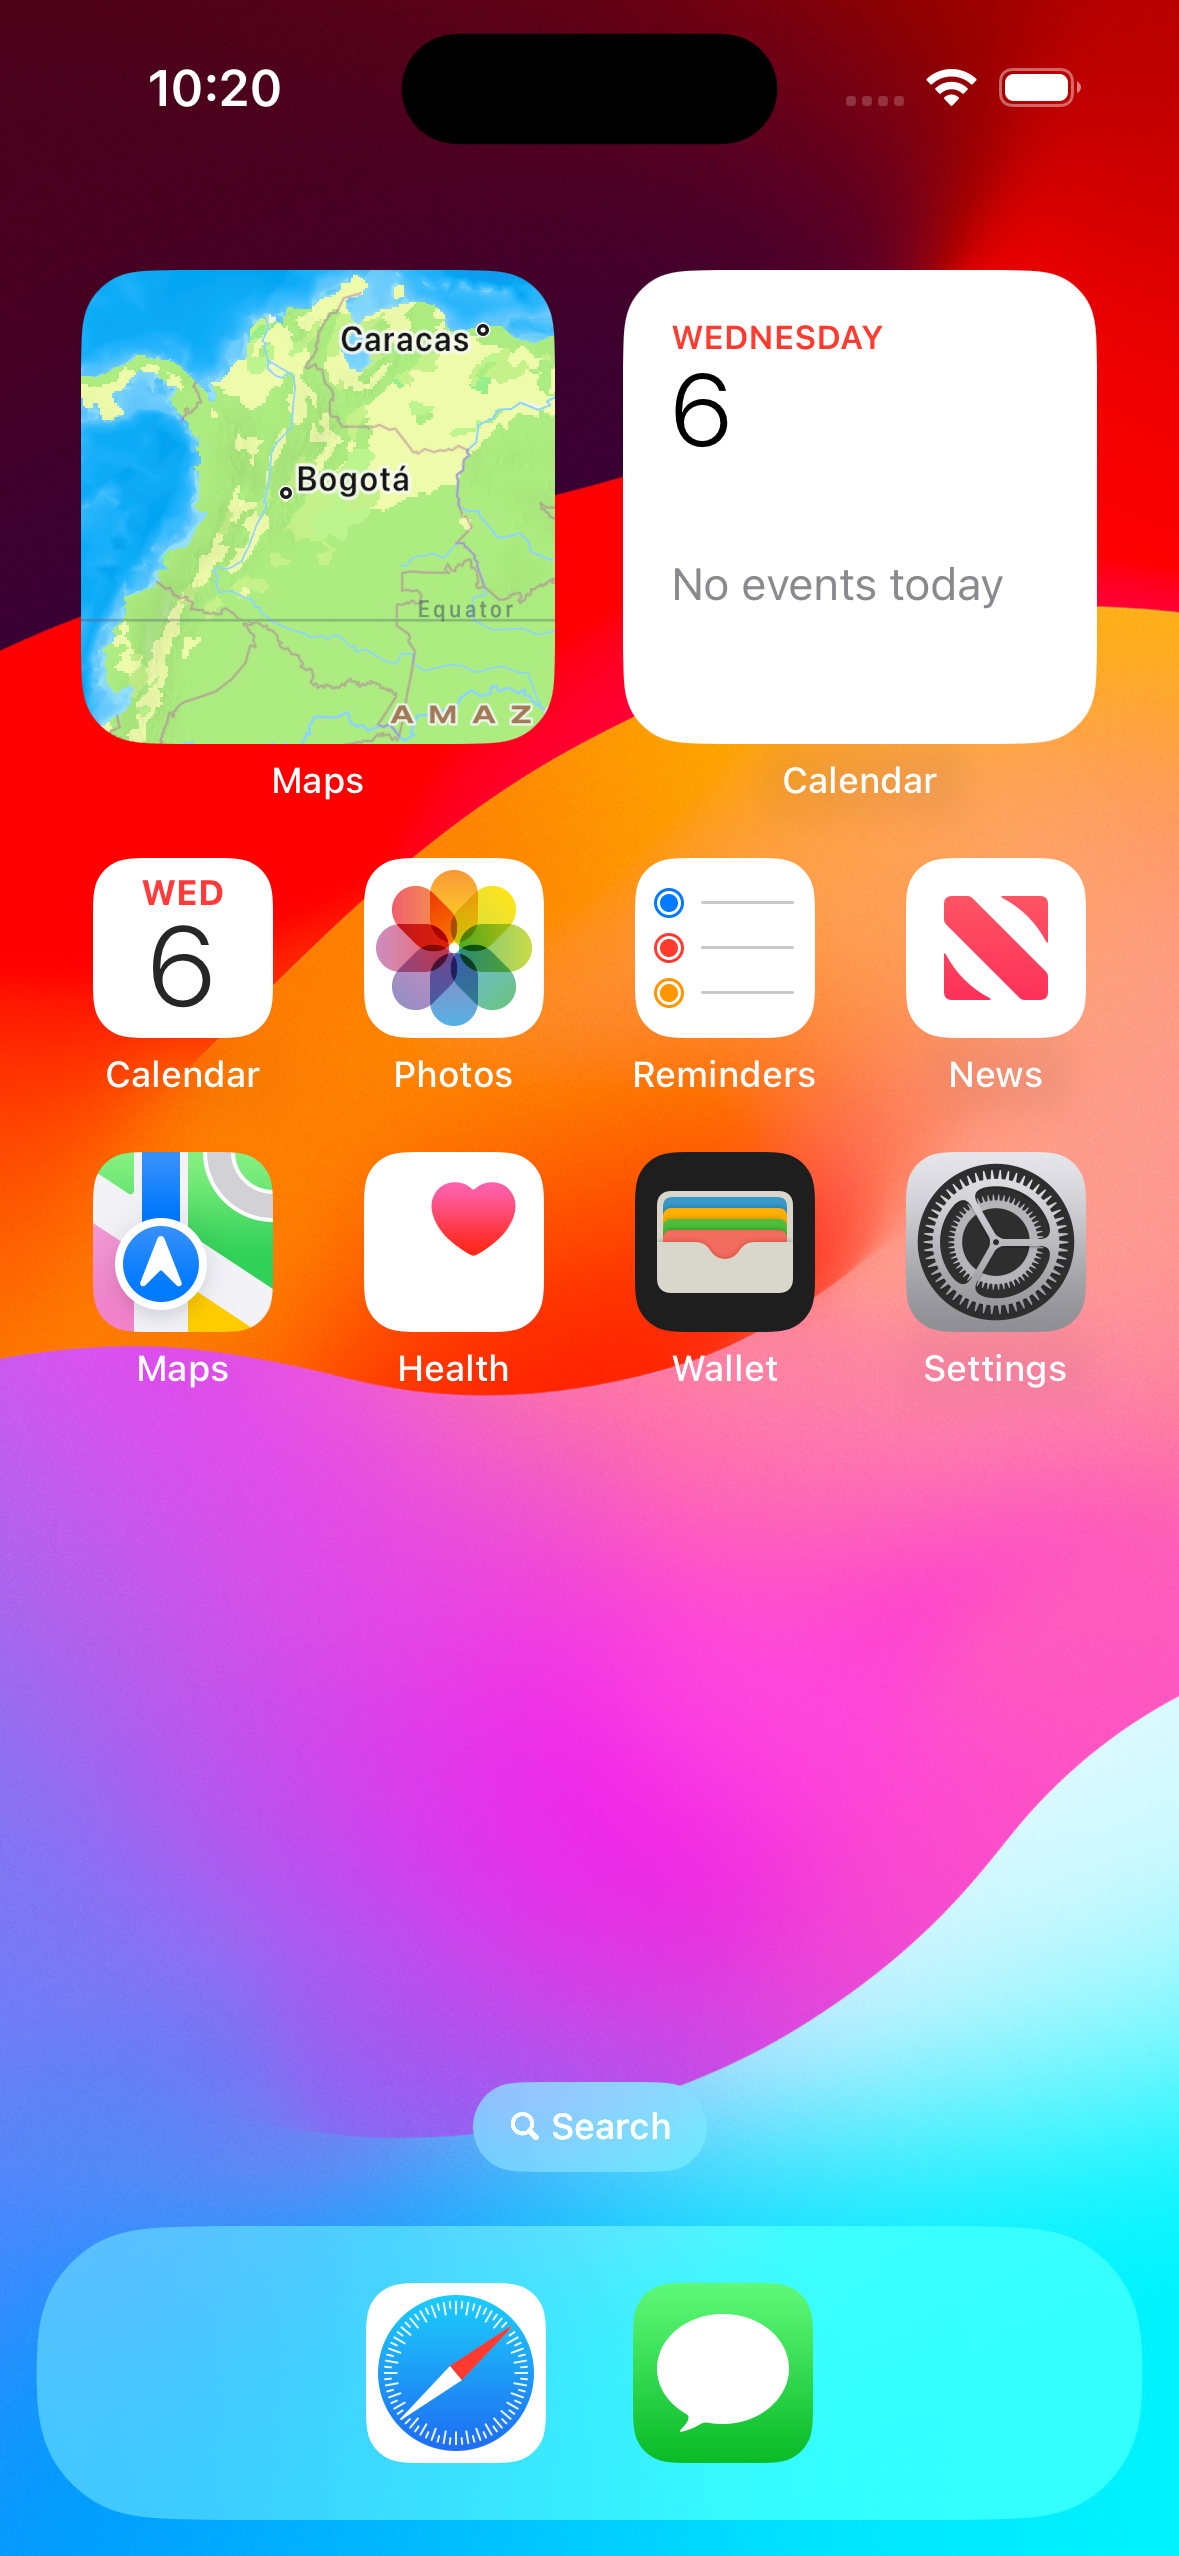 10:20
Caracas
Bogotá
Equator
AMAZ
Maps
WEDNESDAY
6
No events today
Calendar
WED
6
Calendar
Photos
Reminders
News
Maps
Health
Wallet
Settings
Search